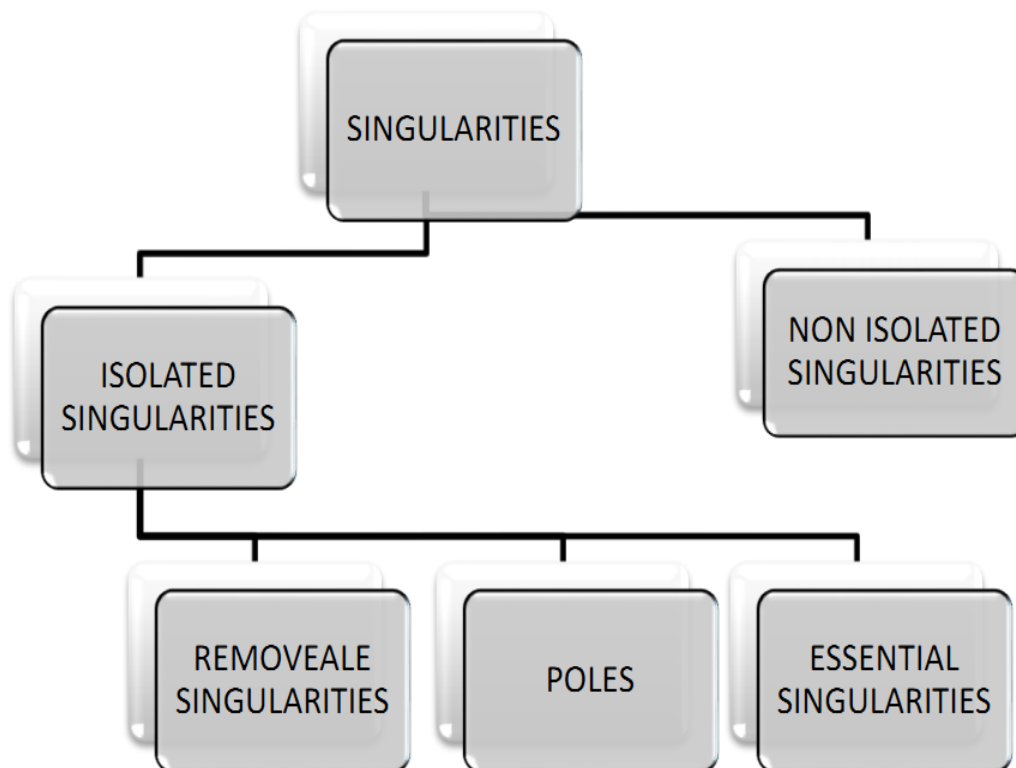 SINGULARITIES
ISOLATED
SINGULARITIES
NON ISOLATED
SINGULARITIES
REMOVEALE
SINGULARITIES
POLES
ESSENTIAL
SINGULARITIES